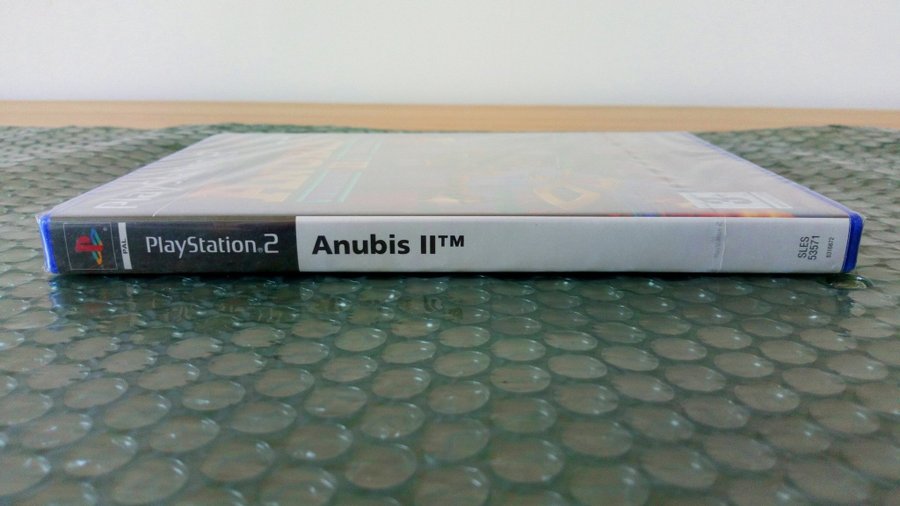 PAL
PlayStation®2
Anubis II™
SLES
53571